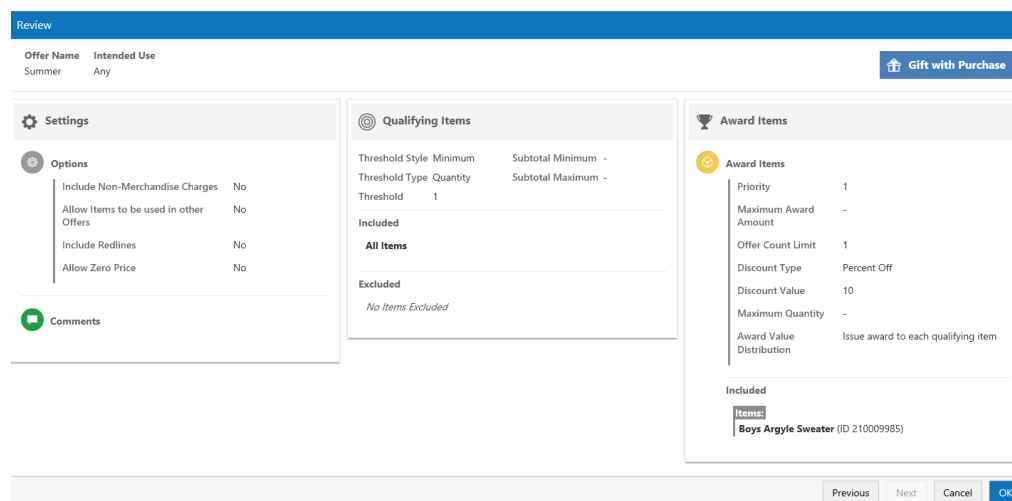 Review
Offer Name Intended Use
Summer Any
Gift with Purchase
Settings
Options
Include Non-Merchandise Charges No
Allow Items to be used in other No
Offers
Include Redlines No
Allow Zero Price No
Comments
Qualifying Items
Threshold Style Minimum Subtotal Minimum -
Threshold Type Quantity Subtotal Maximum -
Threshold 1
Included
All Items
Excluded
No Items Excluded
Award Items
Award Items
Priority 1
Maximum Award -
Amount
Offer Count Limit 1
Discount Type Percent Off
Discount Value 10
Maximum Quantity -
Award Value Issue award to each qualifying item
Distribution
Included
Items:
Boys Argyle Sweater (ID 210009985)
Previous Next Cancel OK